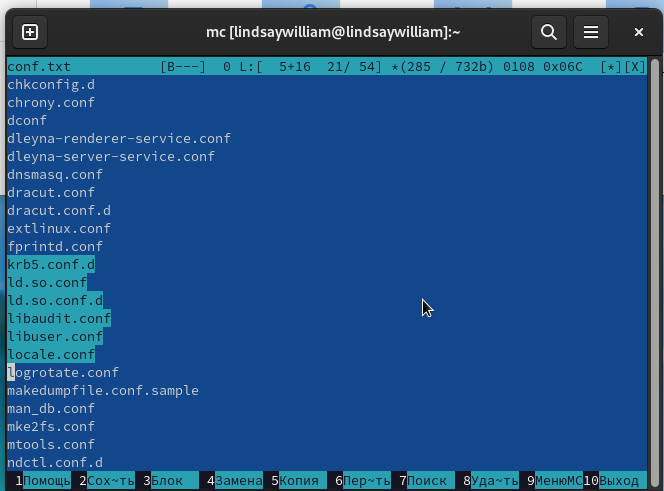 mc [lindsaywilliam@lindsaywilliam]:~
conf.txt [B---] 0 L:[ 5+16 21/ 54] *(285 / 732b) 0108 0x06C [*][X]
chkconfig.d
chrony.conf
dconf
dleyna-renderer-service.conf
dleyna-server-service.conf
dnsmasq.conf
dracut.conf
dracut.conf.d
extlinux.conf
fprintd.conf
krb5.conf.d
ld.so.conf
ld.so.conf.d
libaudit.conf
libuser.conf
locale.conf
logrotate.conf
makedumpfile.conf.sample
man_db.conf
mke2fs.conf
mtools.conf
ndctl.conf.d
1Помощь 2Сох~ть 3Блок 4Замена 5Копия 6Пер~ть 7Поиск 8Уда~ть 9МенюMC 10Выход